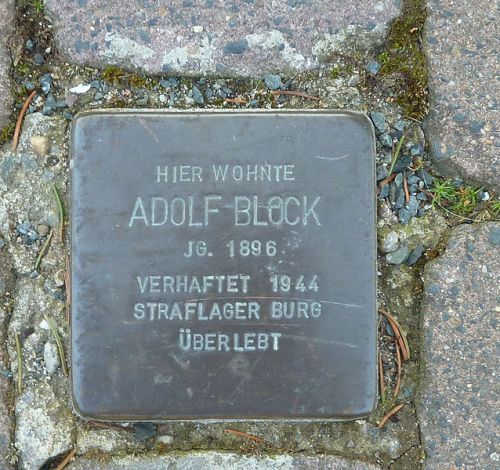 HIER WOHNTE
ADOLF BLOCK
JG. 1896
VERHAFTET 1944
STRAFLAGER BURG
ÜBERLEBT